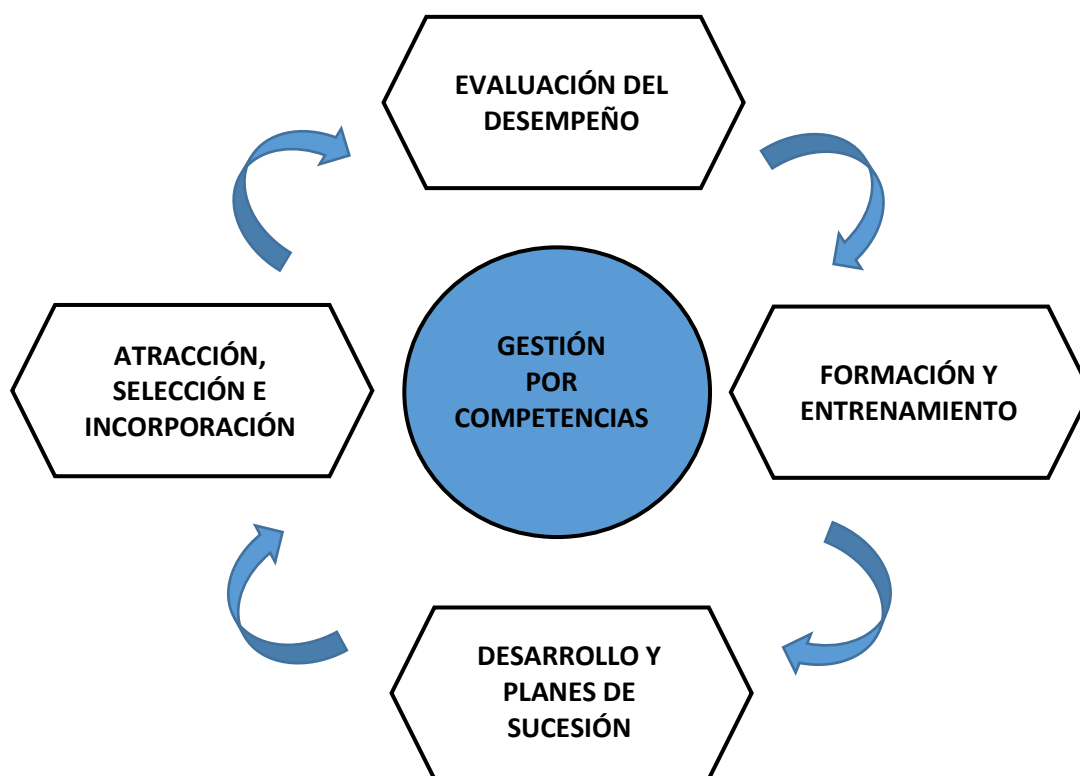 EVALUACIÓN DEL
DESEMPEÑO
ATRACCIÓN,
SELECCIÓN E
INCORPORACIÓN
GESTIÓN
POR
COMPETENCIAS
FORMACIÓN Y
ENTRENAMIENTO
DESARROLLO Y
PLANES DE
SUCESIÓN